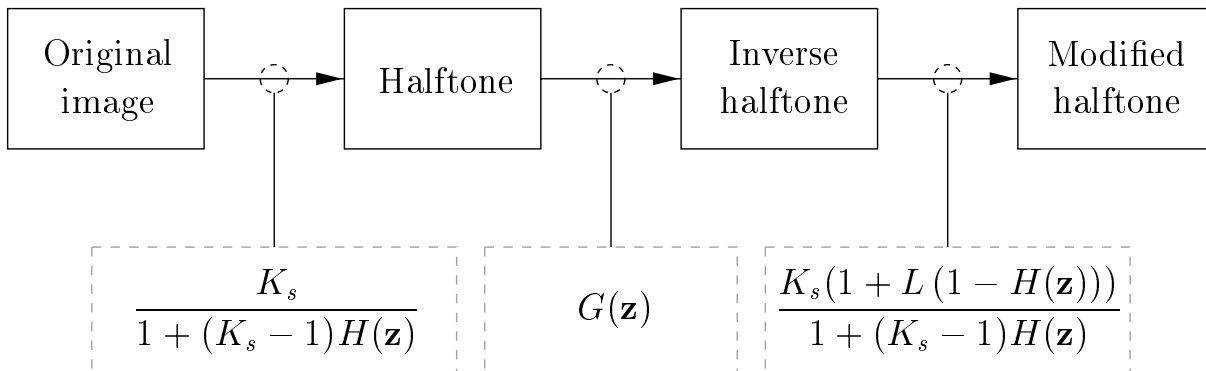 Original
image
Halftone
Inverse
halftone
Modified
halftone
K_s
1 + (K_s − 1)H(𝐳)
G(𝐳)
K_s(1 + L (1 − H(𝐳)))
1 + (K_s − 1)H(𝐳)